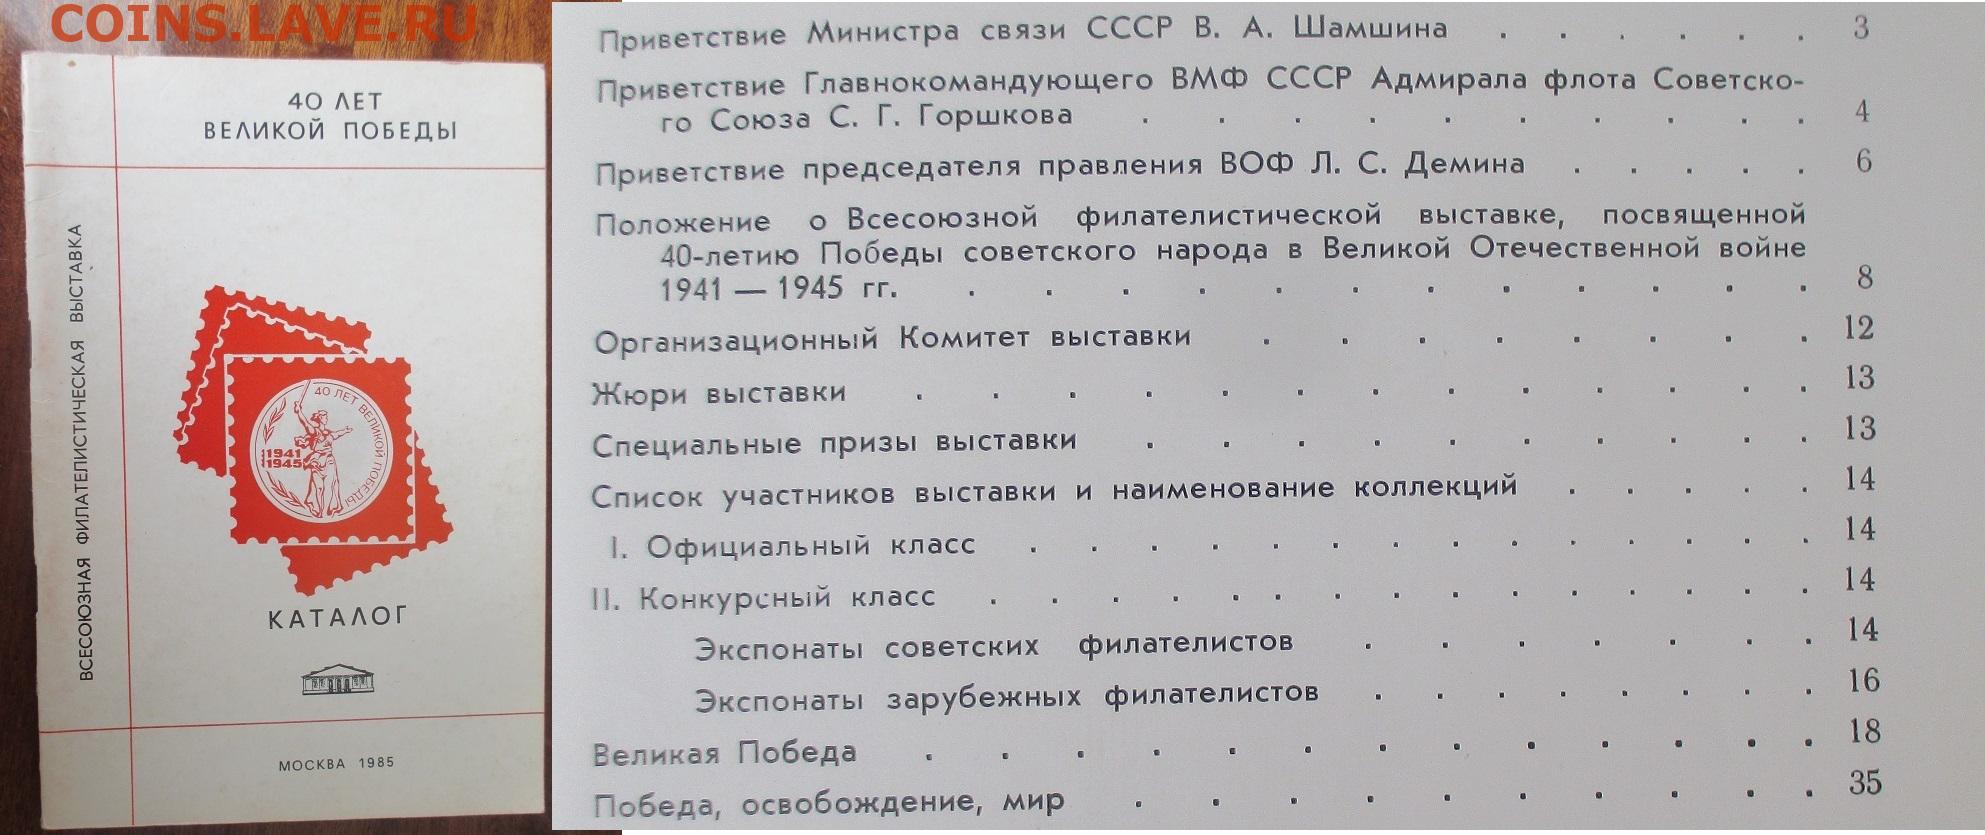 COINS.LAVE.RU
40 ЛЕТ
ВЕЛИКОЙ ПОБЕДЫ
ВСЕСОЮЗНАЯ ФИЛАТЕЛИСТИЧЕСКАЯ ВЫСТАВКА
40 ЛЕТ ВЕЛИКОЙ ПОБЕДЫ
1941
1945
КАТАЛОГ
МОСКВА 1985
Приветствие Министра связи СССР В. А. Шамшина . . . . . . 3
Приветствие Главнокомандующего ВМФ СССР Адмирала флота Советско-
го Союза С. Г. Горшкова . . . . . . . . . . 4
Приветствие председателя правления ВОФ Л. С. Демина . . . . 6
Положение о Всесоюзной филателистической выставке, посвященной
40-летию Победы советского народа в Великой Отечественной войне
1941 — 1945 гг. . . . . . . . . . . . . 8
Организационный Комитет выставки . . . . . . . . 12
Жюри выставки . . . . . . . . . . . . . 13
Специальные призы выставки . . . . . . . . . 13
Список участников выставки и наименование коллекций . . . . . 14
I. Официальный класс . . . . . . . . . . . . . 14
II. Конкурсный класс . . . . . . . . . . . . . . 14
Экспонаты советских филателистов . . . . . . . 14
Экспонаты зарубежных филателистов . . . . . . . 16
Великая Победа . . . . . . . . . . . . . 18
Победа, освобождение, мир . . . . . . . . . . 35